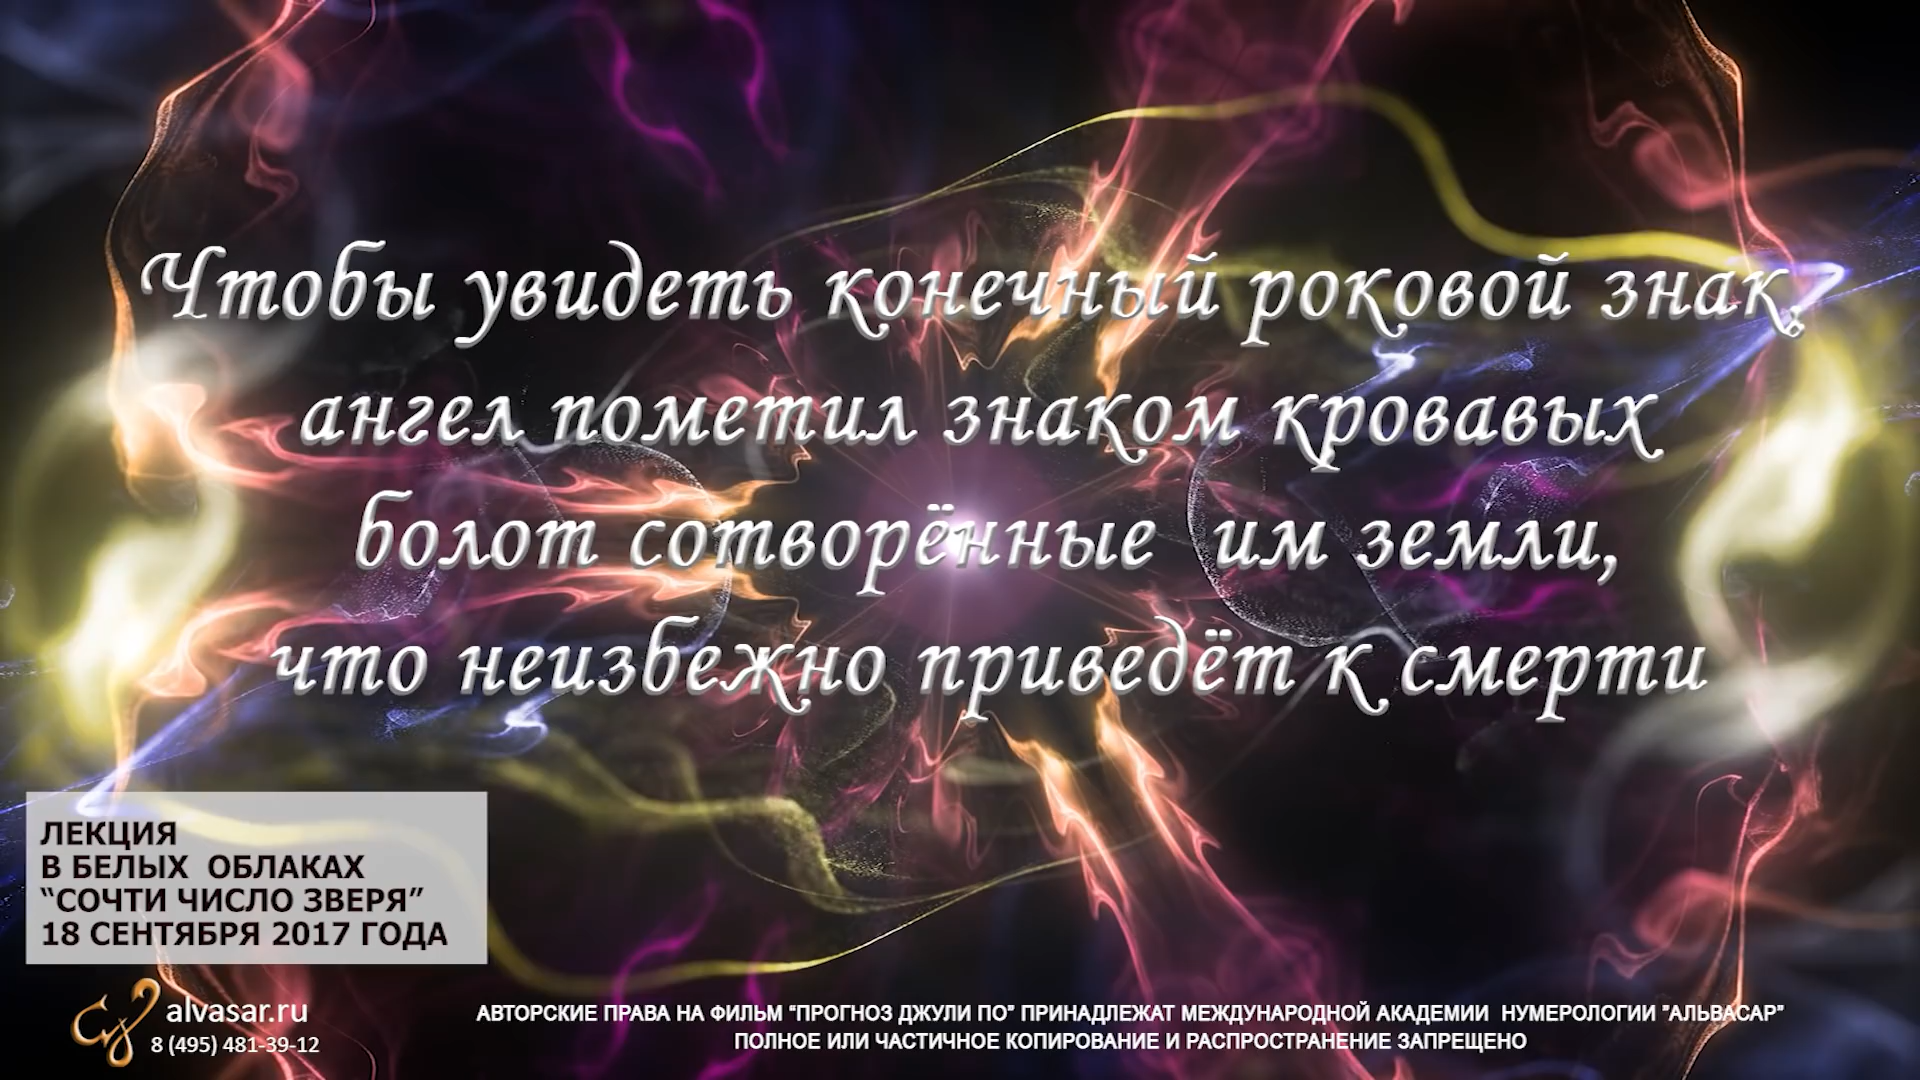 Чтобы увидеть конечный роковой знак,
ангел пометил знаком кровавых
болот сотворённые им земли,
что неизбежно приведёт к смерти
ЛЕКЦИЯ
В БЕЛЫХ ОБЛАКАХ
“СОЧТИ ЧИСЛО ЗВЕРЯ”
18 СЕНТЯБРЯ 2017 ГОДА
alvasar.ru
8 (495) 481-39-12
АВТОРСКИЕ ПРАВА НА ФИЛЬМ “ПРОГНОЗ ДЖУЛИ ПО” ПРИНАДЛЕЖАТ МЕЖДУНАРОДНОЙ АКАДЕМИИ НУМЕРОЛОГИИ "АЛЬВАСАР"
ПОЛНОЕ ИЛИ ЧАСТИЧНОЕ КОПИРОВАНИЕ И РАСПРОСТРАНЕНИЕ ЗАПРЕЩЕНО